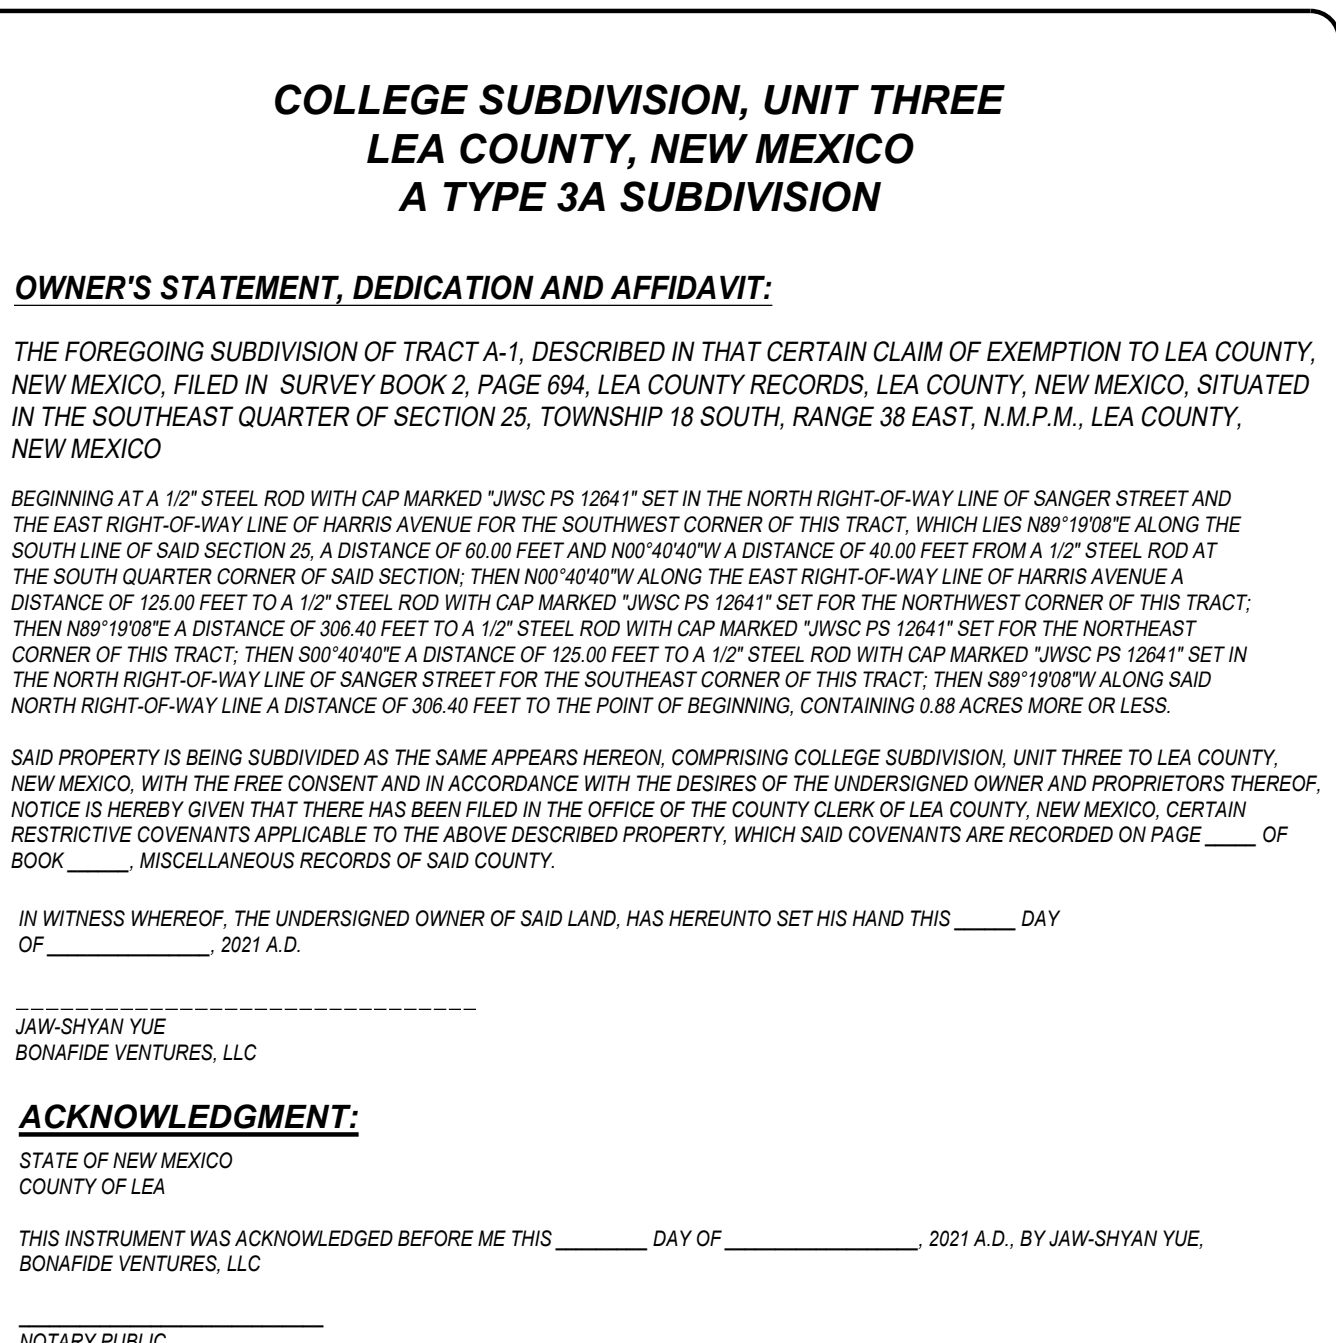 COLLEGE SUBDIVISION, UNIT THREE
LEA COUNTY, NEW MEXICO
A TYPE 3A SUBDIVISION
OWNER'S STATEMENT, DEDICATION AND AFFIDAVIT:
THE FOREGOING SUBDIVISION OF TRACT A-1, DESCRIBED IN THAT CERTAIN CLAIM OF EXEMPTION TO LEA COUNTY,
NEW MEXICO, FILED IN SURVEY BOOK 2, PAGE 694, LEA COUNTY RECORDS, LEA COUNTY, NEW MEXICO, SITUATED
IN THE SOUTHEAST QUARTER OF SECTION 25, TOWNSHIP 18 SOUTH, RANGE 38 EAST, N.M.P.M., LEA COUNTY,
NEW MEXICO
BEGINNING AT A 1/2" STEEL ROD WITH CAP MARKED "JWSC PS 12641" SET IN THE NORTH RIGHT-OF-WAY LINE OF SANGER STREET AND
THE EAST RIGHT-OF-WAY LINE OF HARRIS AVENUE FOR THE SOUTHWEST CORNER OF THIS TRACT, WHICH LIES N89°19'08"E ALONG THE
SOUTH LINE OF SAID SECTION 25, A DISTANCE OF 60.00 FEET AND N00°40'40"W A DISTANCE OF 40.00 FEET FROM A 1/2" STEEL ROD AT
THE SOUTH QUARTER CORNER OF SAID SECTION; THEN N00°40'40"W ALONG THE EAST RIGHT-OF-WAY LINE OF HARRIS AVENUE A
DISTANCE OF 125.00 FEET TO A 1/2" STEEL ROD WITH CAP MARKED "JWSC PS 12641" SET FOR THE NORTHWEST CORNER OF THIS TRACT;
THEN N89°19'08"E A DISTANCE OF 306.40 FEET TO A 1/2" STEEL ROD WITH CAP MARKED "JWSC PS 12641" SET FOR THE NORTHEAST
CORNER OF THIS TRACT; THEN S00°40'40"E A DISTANCE OF 125.00 FEET TO A 1/2" STEEL ROD WITH CAP MARKED "JWSC PS 12641" SET IN
THE NORTH RIGHT-OF-WAY LINE OF SANGER STREET FOR THE SOUTHEAST CORNER OF THIS TRACT; THEN S89°19'08"W ALONG SAID
NORTH RIGHT-OF-WAY LINE A DISTANCE OF 306.40 FEET TO THE POINT OF BEGINNING, CONTAINING 0.88 ACRES MORE OR LESS.
SAID PROPERTY IS BEING SUBDIVIDED AS THE SAME APPEARS HEREON, COMPRISING COLLEGE SUBDIVISION, UNIT THREE TO LEA COUNTY,
NEW MEXICO, WITH THE FREE CONSENT AND IN ACCORDANCE WITH THE DESIRES OF THE UNDERSIGNED OWNER AND PROPRIETORS THEREOF,
NOTICE IS HEREBY GIVEN THAT THERE HAS BEEN FILED IN THE OFFICE OF THE COUNTY CLERK OF LEA COUNTY, NEW MEXICO, CERTAIN
RESTRICTIVE COVENANTS APPLICABLE TO THE ABOVE DESCRIBED PROPERTY, WHICH SAID COVENANTS ARE RECORDED ON PAGE _____ OF
BOOK ______, MISCELLANEOUS RECORDS OF SAID COUNTY.
IN WITNESS WHEREOF, THE UNDERSIGNED OWNER OF SAID LAND, HAS HEREUNTO SET HIS HAND THIS ______ DAY
OF ________________, 2021 A.D.
_______________________________
JAW-SHYAN YUE
BONAFIDE VENTURES, LLC
ACKNOWLEDGMENT:
STATE OF NEW MEXICO
COUNTY OF LEA
THIS INSTRUMENT WAS ACKNOWLEDGED BEFORE ME THIS _________ DAY OF ___________________, 2021 A.D., BY JAW-SHYAN YUE,
BONAFIDE VENTURES, LLC
______________________________
NOTARY PUBLIC